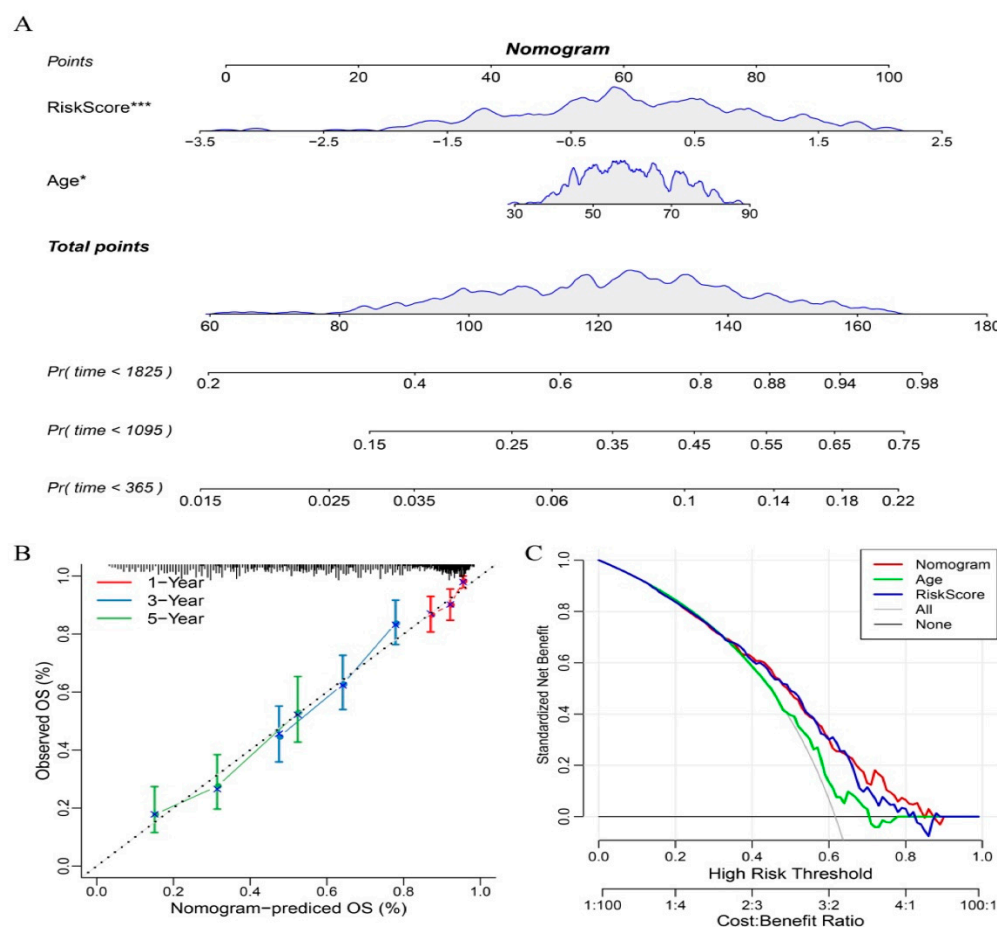 A
Nomogram
Points
0 20 40 60 80 100
RiskScore***
−3.5 −2.5 −1.5 −0.5 0.5 1.5 2.5
Age*
30 50 70 90
Total points
60 80 100 120 140 160 180
Pr( time < 1825 )
0.2 0.4 0.6 0.8 0.88 0.94 0.98
Pr( time < 1095 )
0.15 0.25 0.35 0.45 0.55 0.65 0.75
Pr( time < 365 )
0.015 0.025 0.035 0.06 0.1 0.14 0.18 0.22
B
1−Year
3−Year
5−Year
Observed OS (%)
1.0
0.8
0.6
0.4
0.2
0.0
0.0 0.2 0.4 0.6 0.8 1.0
Nomogram−prediced OS (%)
C
Nomogram
Age
RiskScore
All
None
Standardized Net Benefit
1.0
0.8
0.6
0.4
0.2
0.0
0.0 0.2 0.4 0.6 0.8 1.0
High Risk Threshold
1:100 1:4 2:3 3:2 4:1 100:1
Cost:Benefit Ratio